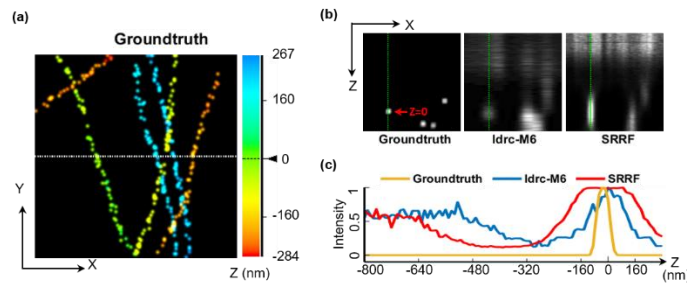 (a)
Groundtruth
267
160
0
-160
-284
Z (nm)
Y
X
(b)
X
Z
Z=0
Groundtruth
ldrc-M6
SRRF
(c)
Groundtruth
ldrc-M6
SRRF
Intensity
1
0.5
0
-800
-640
-480
-320
-160
0
160
Z
(nm